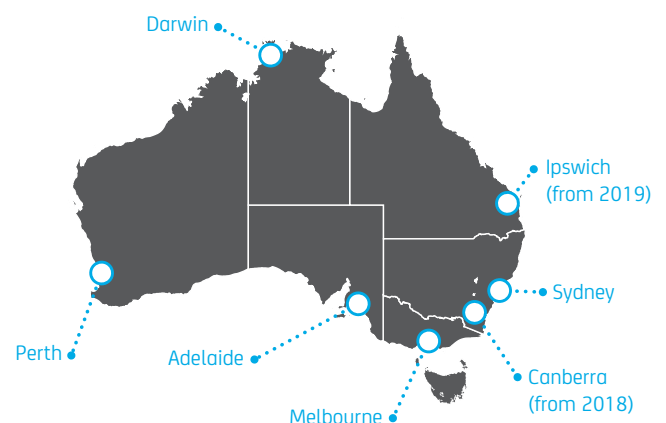 Darwin
Ipswich
(from 2019)
Sydney
Perth
Adelaide
Canberra
(from 2018)
Melbourne